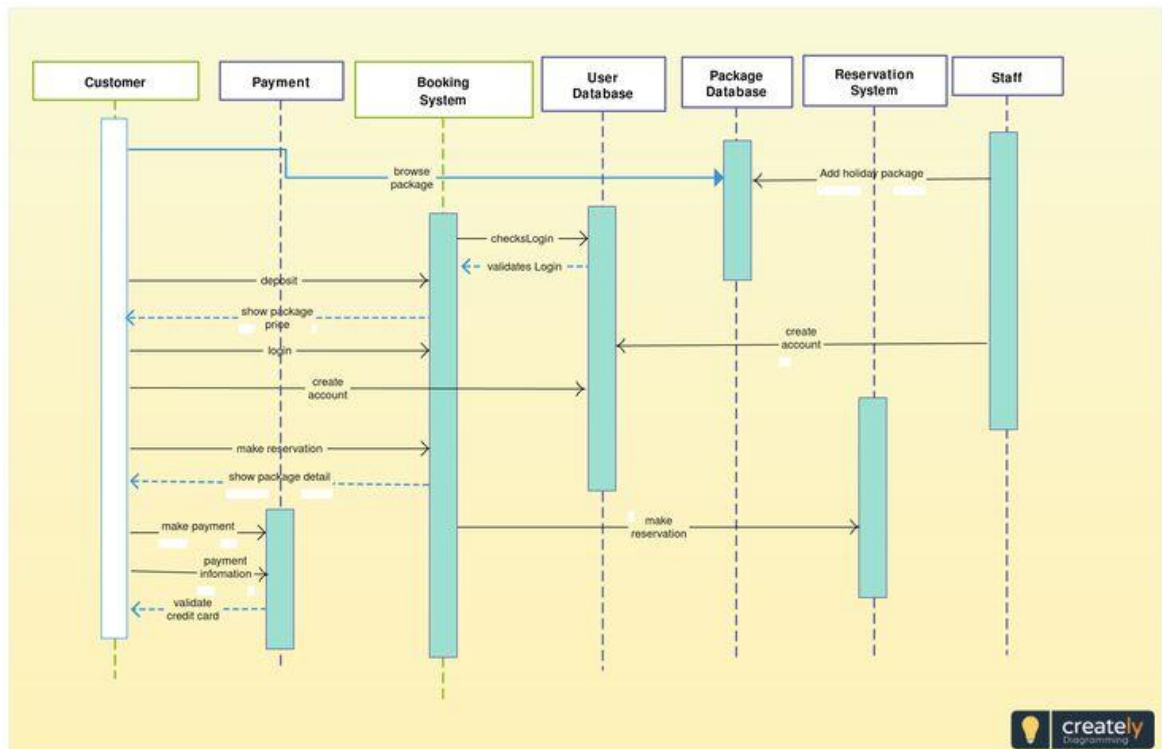 Customer
Payment
Booking
System
User
Database
Package
Database
Reservation
System
Staff
browse
package
Add holiday package
checksLogin
validates Login
deposit
show package
price
login
create
account
create
account
make reservation
show package detail
make payment
make
reservation
payment
infomation
validate
credit card
creately
Diagramming